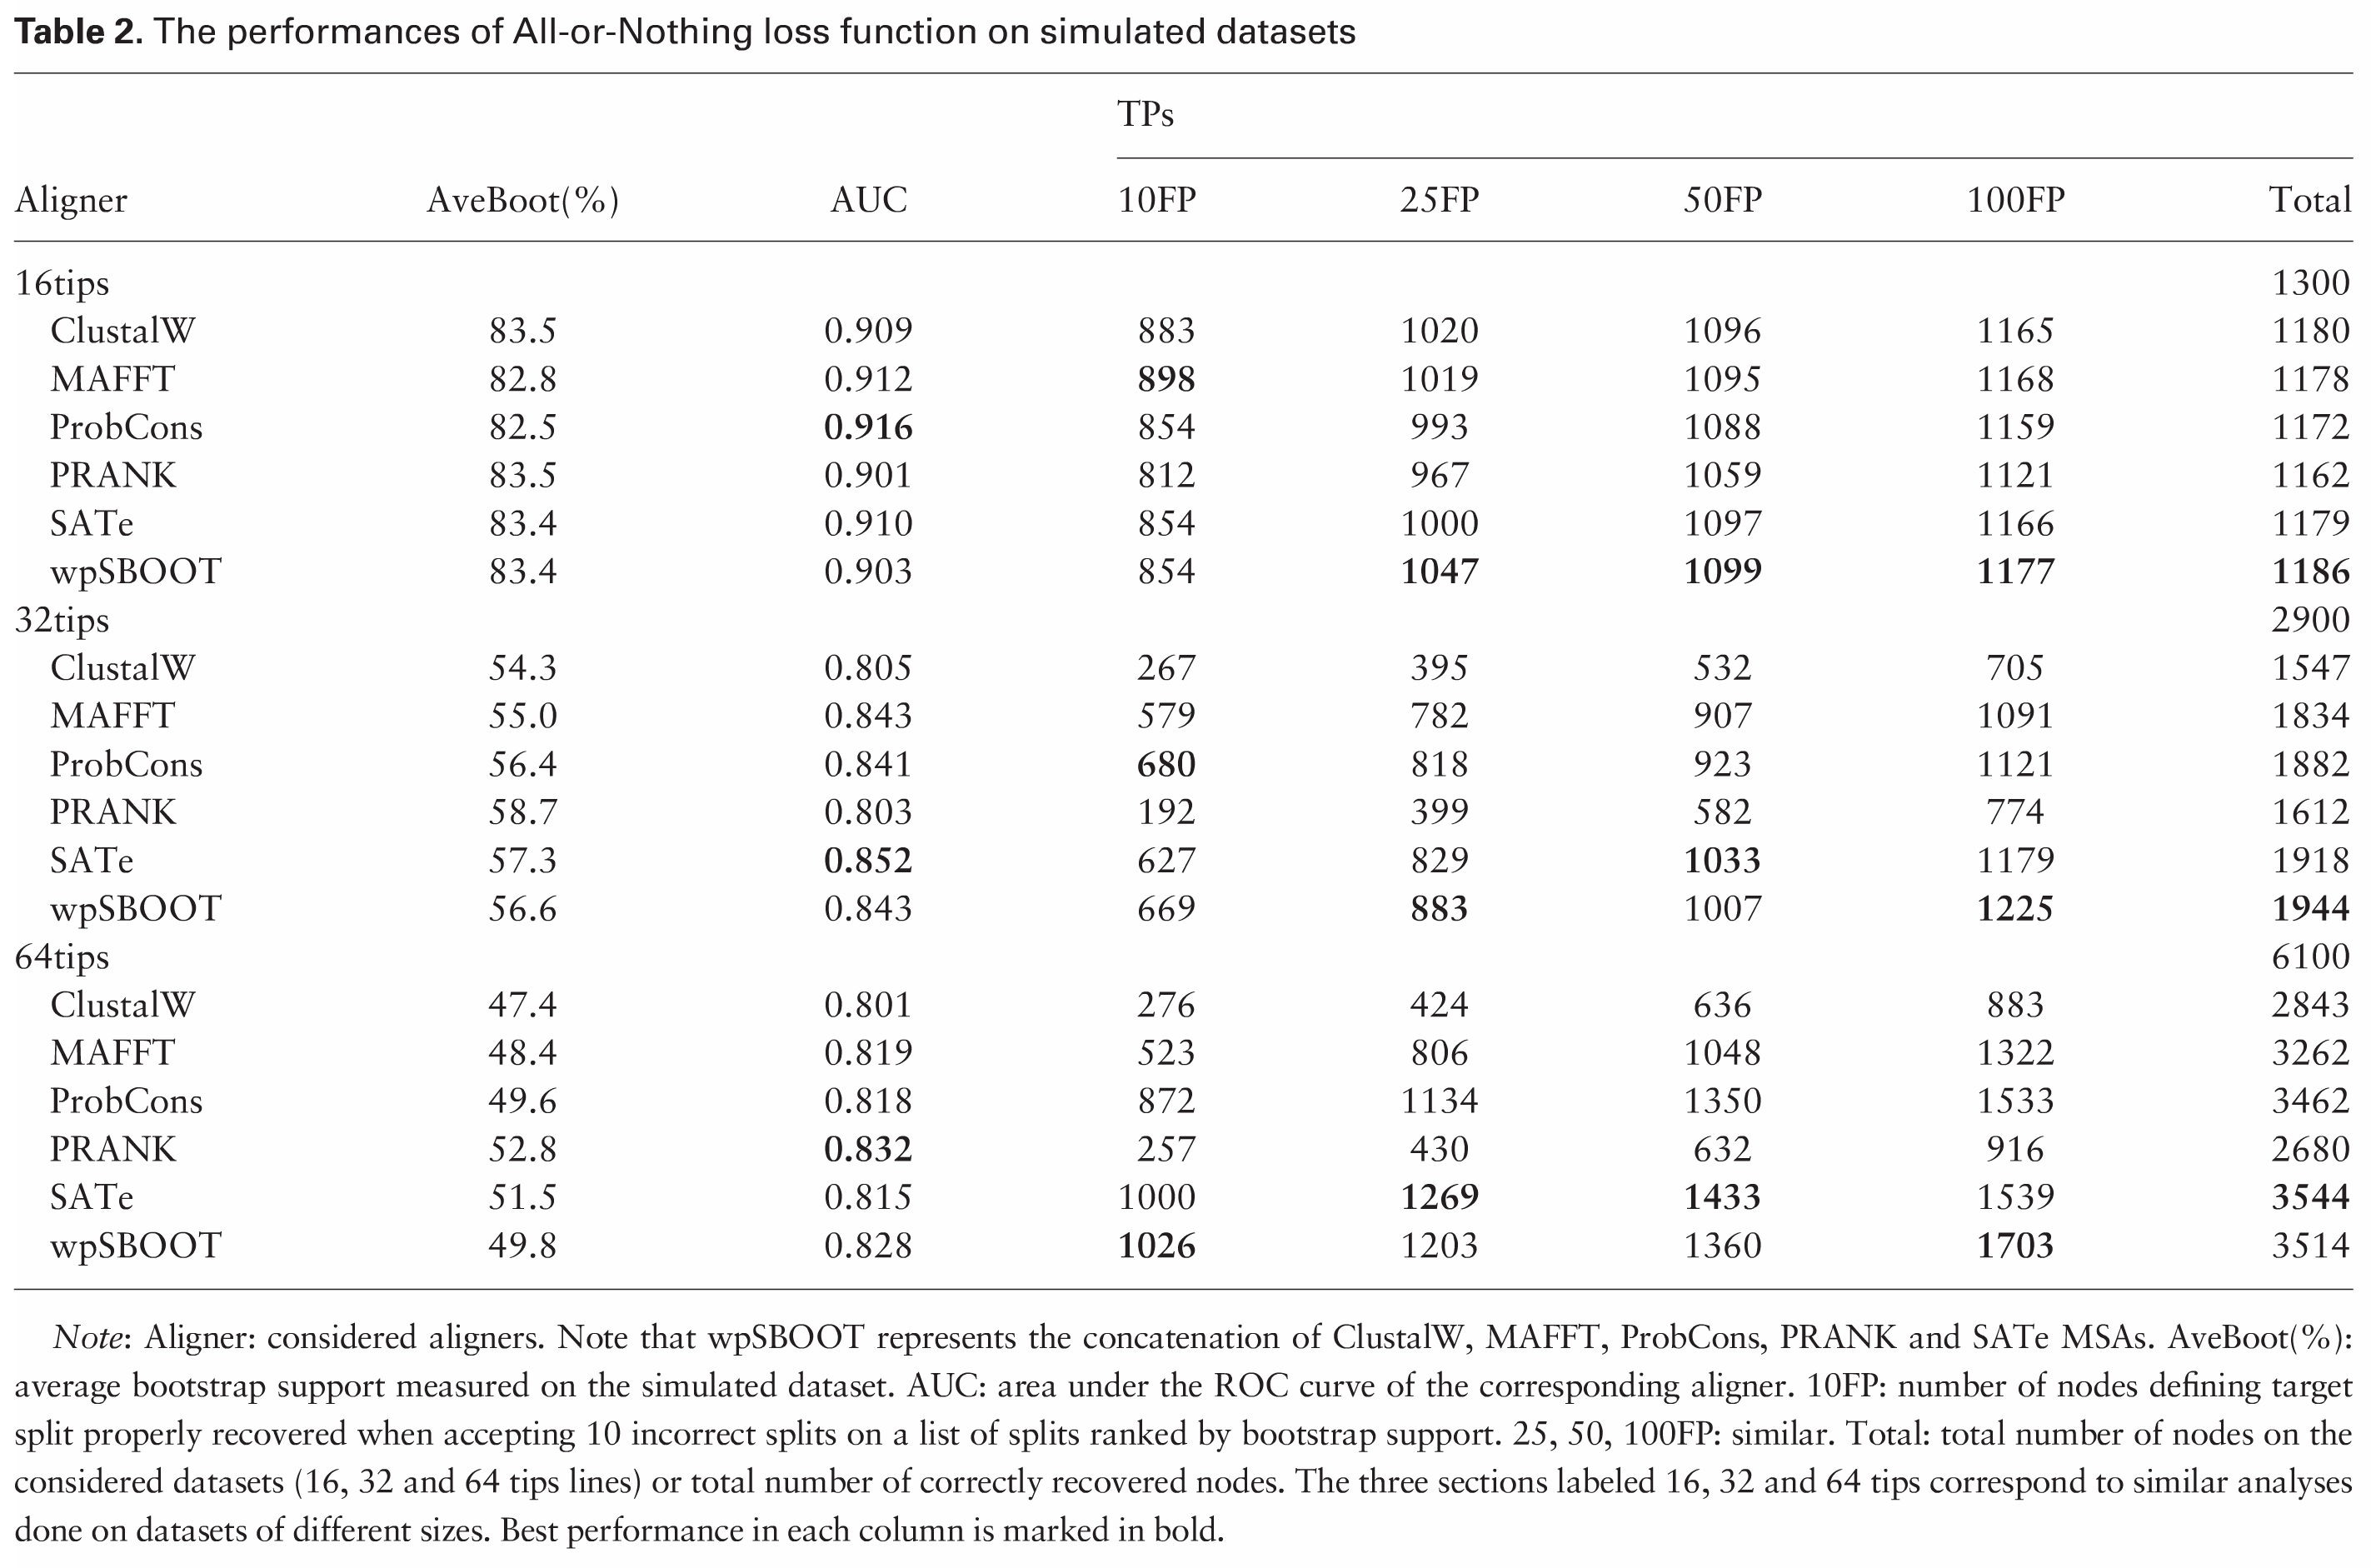 Table 2. The performances of All-or-Nothing loss function on simulated datasets
TPs
Aligner AveBoot(%) AUC 10FP 25FP 50FP 100FP Total
16tips 1300
ClustalW 83.5 0.909 883 1020 1096 1165 1180
MAFFT 82.8 0.912 898 1019 1095 1168 1178
ProbCons 82.5 0.916 854 993 1088 1159 1172
PRANK 83.5 0.901 812 967 1059 1121 1162
SATe 83.4 0.910 854 1000 1097 1166 1179
wpSBOOT 83.4 0.903 854 1047 1099 1177 1186
32tips 2900
ClustalW 54.3 0.805 267 395 532 705 1547
MAFFT 55.0 0.843 579 782 907 1091 1834
ProbCons 56.4 0.841 680 818 923 1121 1882
PRANK 58.7 0.803 192 399 582 774 1612
SATe 57.3 0.852 627 829 1033 1179 1918
wpSBOOT 56.6 0.843 669 883 1007 1225 1944
64tips 6100
ClustalW 47.4 0.801 276 424 636 883 2843
MAFFT 48.4 0.819 523 806 1048 1322 3262
ProbCons 49.6 0.818 872 1134 1350 1533 3462
PRANK 52.8 0.832 257 430 632 916 2680
SATe 51.5 0.815 1000 1269 1433 1539 3544
wpSBOOT 49.8 0.828 1026 1203 1360 1703 3514
Note: Aligner: considered aligners. Note that wpSBOOT represents the concatenation of ClustalW, MAFFT, ProbCons, PRANK and SATe MSAs. AveBoot(%):
average bootstrap support measured on the simulated dataset. AUC: area under the ROC curve of the corresponding aligner. 10FP: number of nodes defining target
split properly recovered when accepting 10 incorrect splits on a list of splits ranked by bootstrap support. 25, 50, 100FP: similar. Total: total number of nodes on the
considered datasets (16, 32 and 64 tips lines) or total number of correctly recovered nodes. The three sections labeled 16, 32 and 64 tips correspond to similar analyses
done on datasets of different sizes. Best performance in each column is marked in bold.